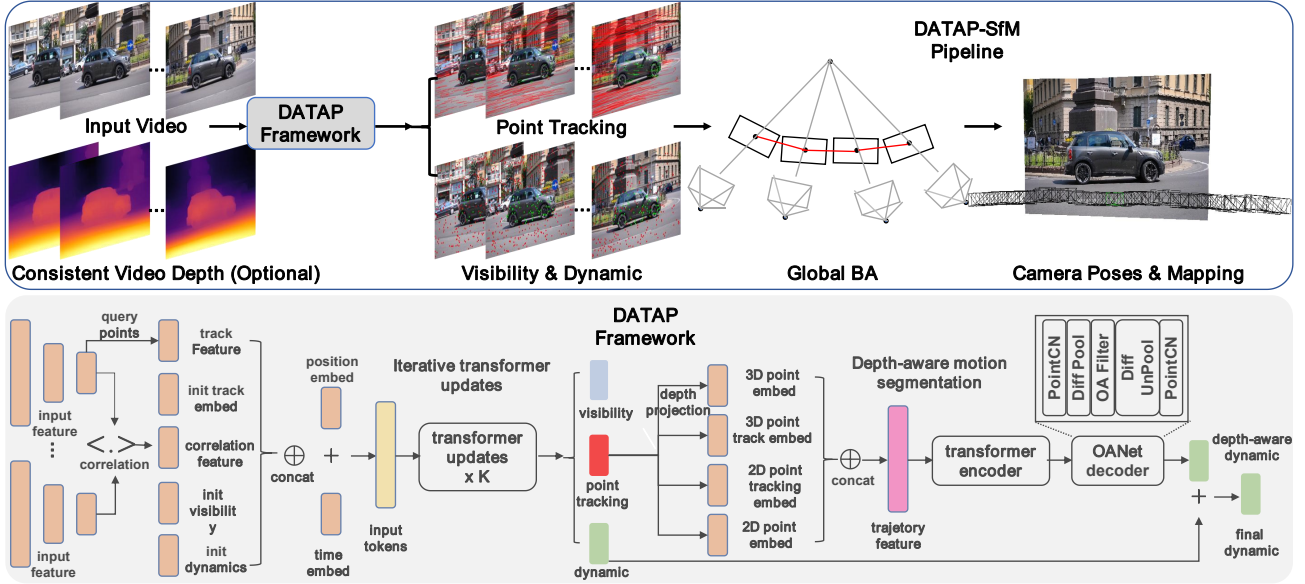 DATAP-SfM
Pipeline
Input Video
DATAP
Framework
Point Tracking
Consistent Video Depth (Optional)
Visibility & Dynamic
Global BA
Camera Poses & Mapping
DATAP
Framework
query
points
input
feature
input
feature
< . >
correlation
track
Feature
init track
embed
correlation
feature
init
visibilit
y
init
dynamics
concat
position
embed
+
time
embed
input
tokens
Iterative transformer
updates
transformer
updates
x K
visibility
point
tracking
dynamic
depth
projection
3D point
embed
3D point
track embed
2D point
tracking
embed
2D point
embed
concat
Depth-aware motion
segmentation
trajetory
feature
transformer
encoder
OANet
decoder
PointCN
Diff Pool
OA Filter
Diff
UnPool
PointCN
depth-aware
dynamic
+
final
dynamic